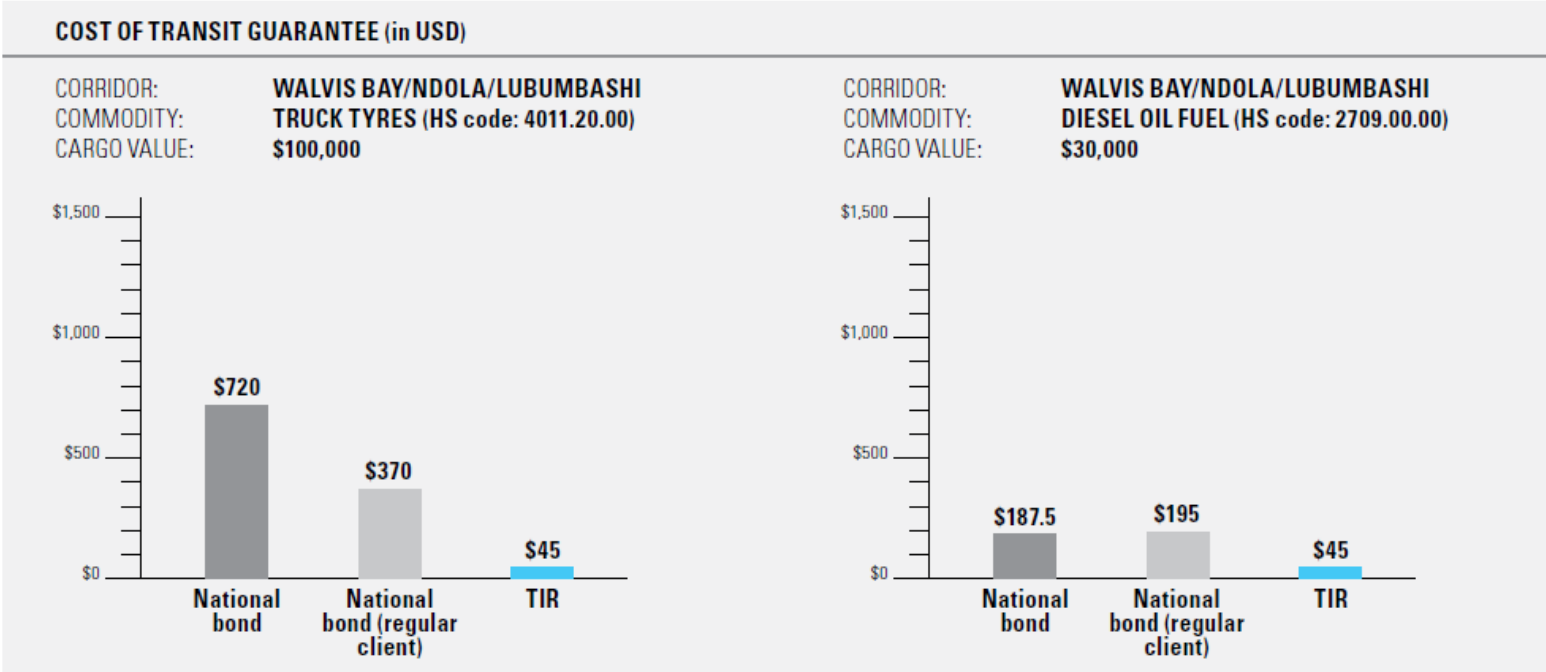 COST OF TRANSIT GUARANTEE (in USD)
CORRIDOR: WALVIS BAY/NDOLA/LUBUMBASHI
COMMODITY: TRUCK TYRES (HS code: 4011.20.00)
CARGO VALUE: $100,000
$1,500
$1,000
$500
$0
$720
$370
$45
National
bond
National
bond (regular
client)
TIR
CORRIDOR: WALVIS BAY/NDOLA/LUBUMBASHI
COMMODITY: DIESEL OIL FUEL (HS code: 2709.00.00)
CARGO VALUE: $30,000
$1,500
$1,000
$500
$0
$187.5
$195
$45
National
bond
National
bond (regular
client)
TIR